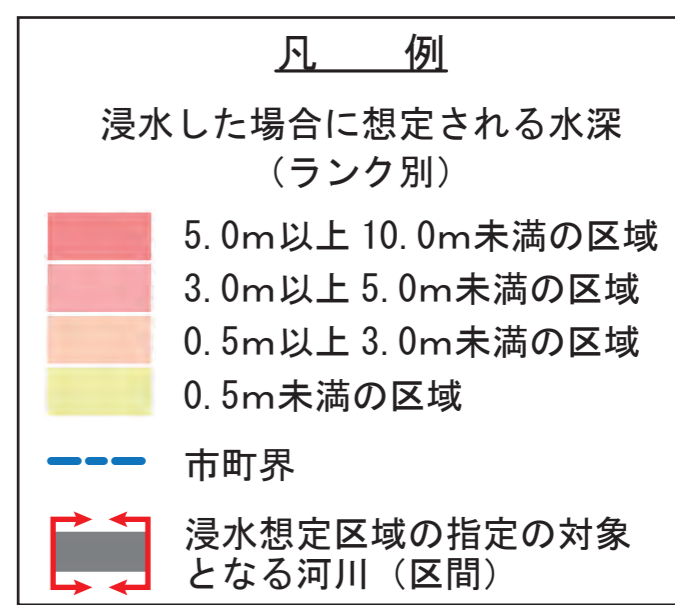 凡　例
浸水した場合に想定される水深
（ランク別）
5.0m以上 10.0m未満の区域
3.0m以上 5.0m未満の区域
0.5m以上 3.0m未満の区域
0.5m未満の区域
市町界
浸水想定区域の指定の対象
となる河川（区間）